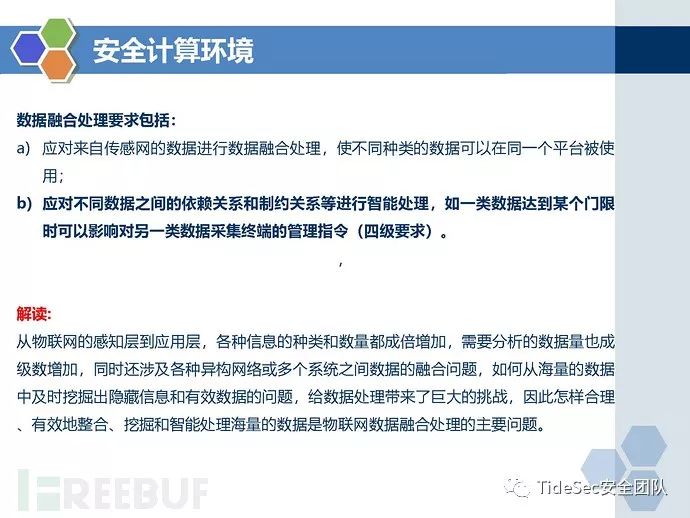 安全计算环境
数据融合处理要求包括：
a） 应对来自传感网的数据进行数据融合处理，使不同种类的数据可以在同一个平台被使
用；
b） 应对不同数据之间的依赖关系和制约关系等进行智能处理，如一类数据达到某个门限
时可以影响对另一类数据采集终端的管理指令（四级要求）。
，
解读:
从物联网的感知层到应用层，各种信息的种类和数量都成倍增加，需要分析的数据量也成
级数增加，同时还涉及各种异构网络或多个系统之间数据的融合问题，如何从海量的数据
中及时挖掘出隐藏信息和有效数据的问题，给数据处理带来了巨大的挑战，因此怎样合理
、有效地整合、挖掘和智能处理海量的数据是物联网数据融合处理的主要问题。
FREEBUF
TideSec安全团队